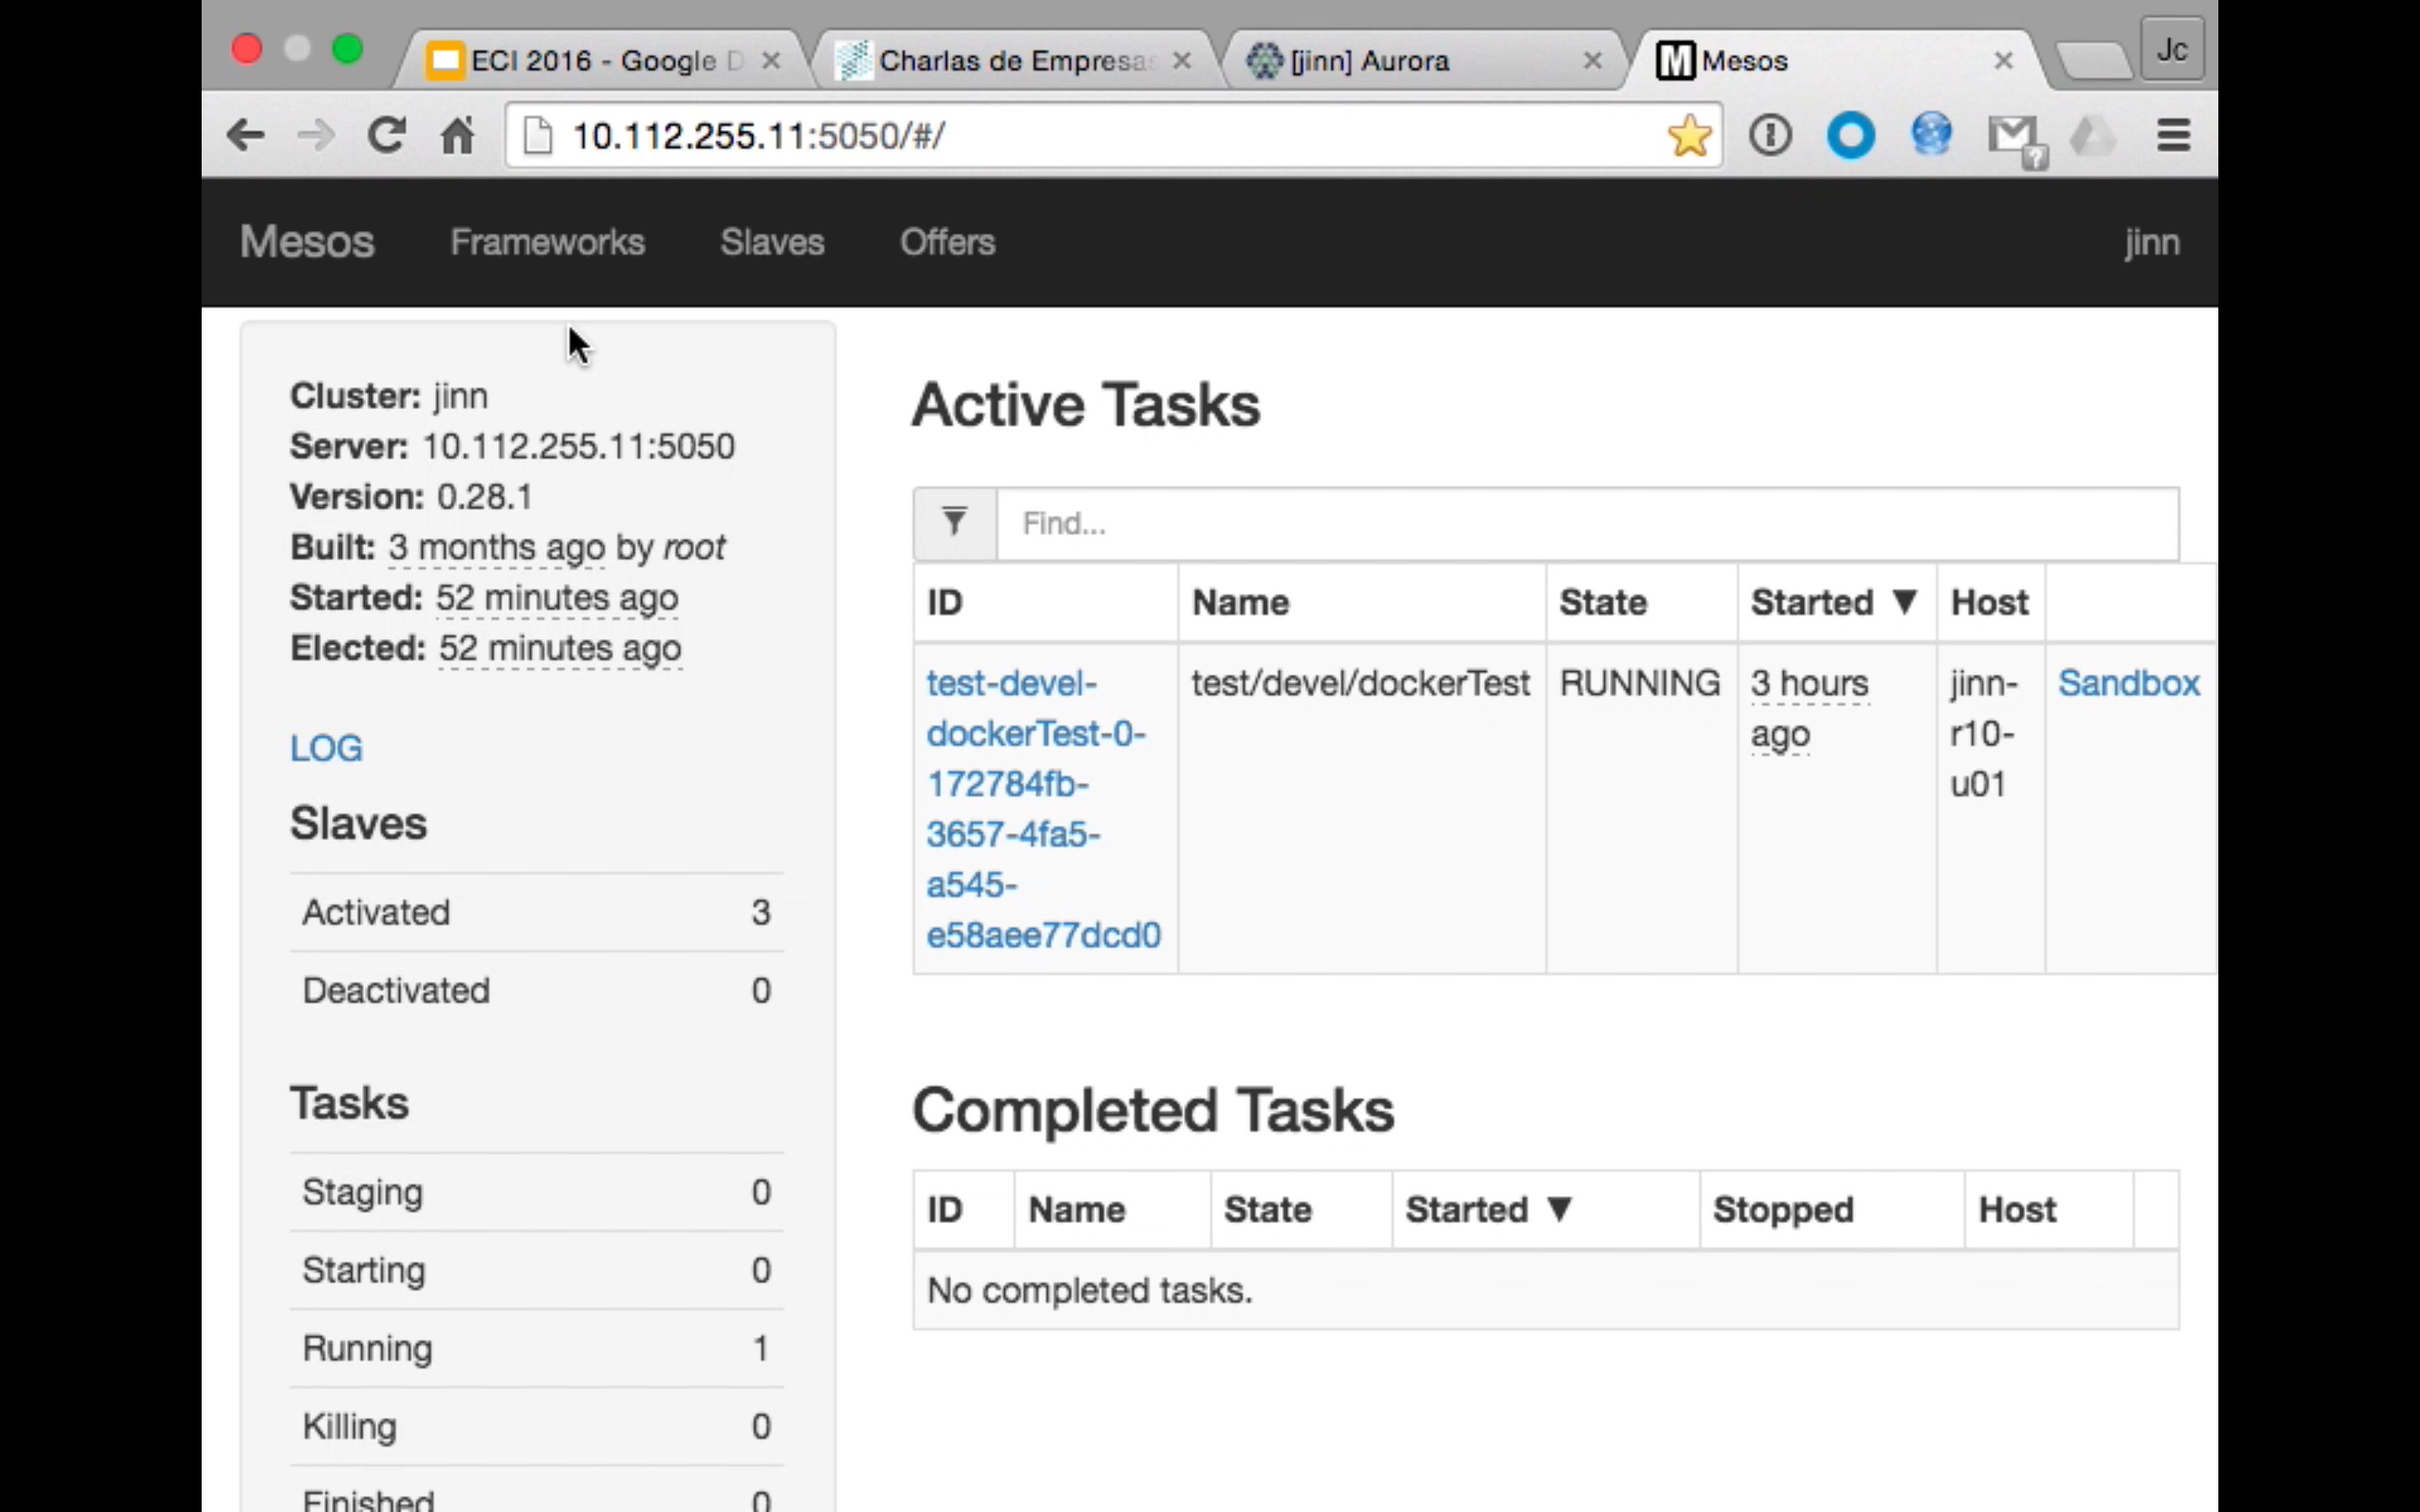 ECI 2016 - Google D
Charlas de Empresas
[jinn] Aurora
M Mesos
Jc
10.112.255.11:5050/#/
Mesos Frameworks Slaves Offers jinn
Cluster: jinn
Server: 10.112.255.11:5050
Version: 0.28.1
Built: 3 months ago by root
Started: 52 minutes ago
Elected: 52 minutes ago
LOG
Slaves
Activated 3
Deactivated 0
Tasks
Staging 0
Starting 0
Running 1
Killing 0
Finished 0
Active Tasks
Find...
ID Name State Started ▼ Host
test-devel-
dockerTest-0-
172784fb-
3657-4fa5-
a545-
e58aee77dcd0
test/devel/dockerTest
RUNNING
3 hours
ago
jinn-
r10-
u01
Sandbox
Completed Tasks
ID Name State Started ▼ Stopped Host
No completed tasks.